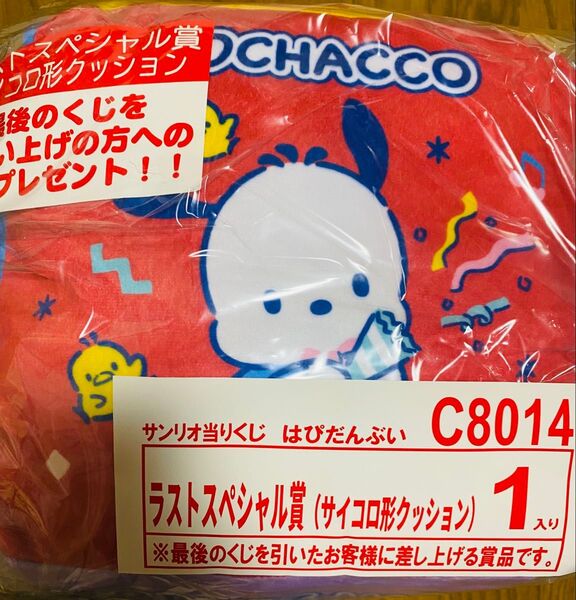 トスペシャル賞
コロ形クッション
最後のくじを
い上げの方への
プレゼント！！
OCHACCO
サンリオ当りくじ はぴだんぶい C8014
ラストスペシャル賞（サイコロ形クッション） 1入り
※最後のくじを引いたお客様に差し上げる賞品です。